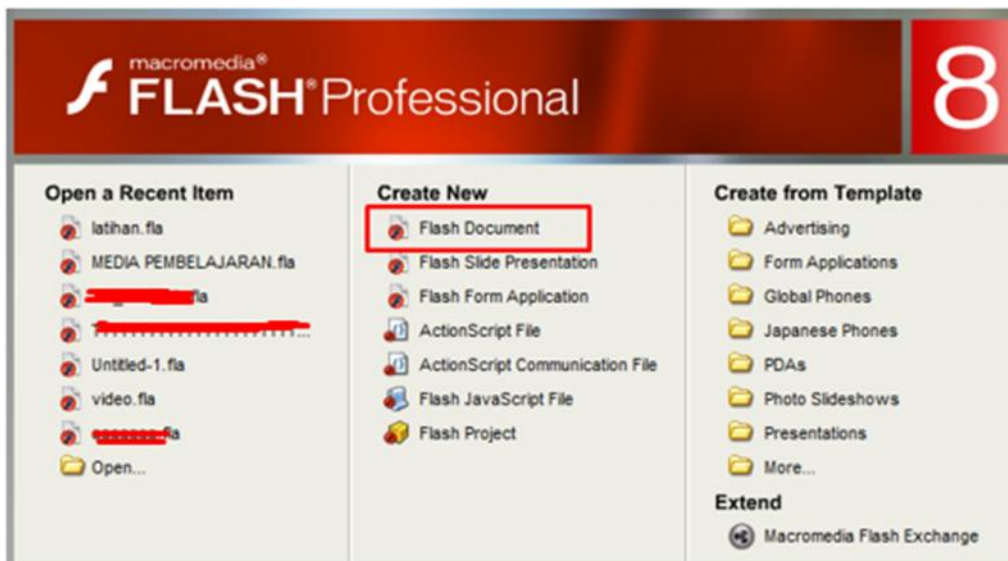 macromedia®
FLASH® Professional
8
Open a Recent Item
latihan.fla
MEDIA PEMBELAJARAN.fla
fla
...
Untitled-1.fla
video.fla
fla
Open...
Create New
Flash Document
Flash Slide Presentation
Flash Form Application
ActionScript File
ActionScript Communication File
Flash JavaScript File
Flash Project
Create from Template
Advertising
Form Applications
Global Phones
Japanese Phones
PDAs
Photo Slideshows
Presentations
More...
Extend
Macromedia Flash Exchange